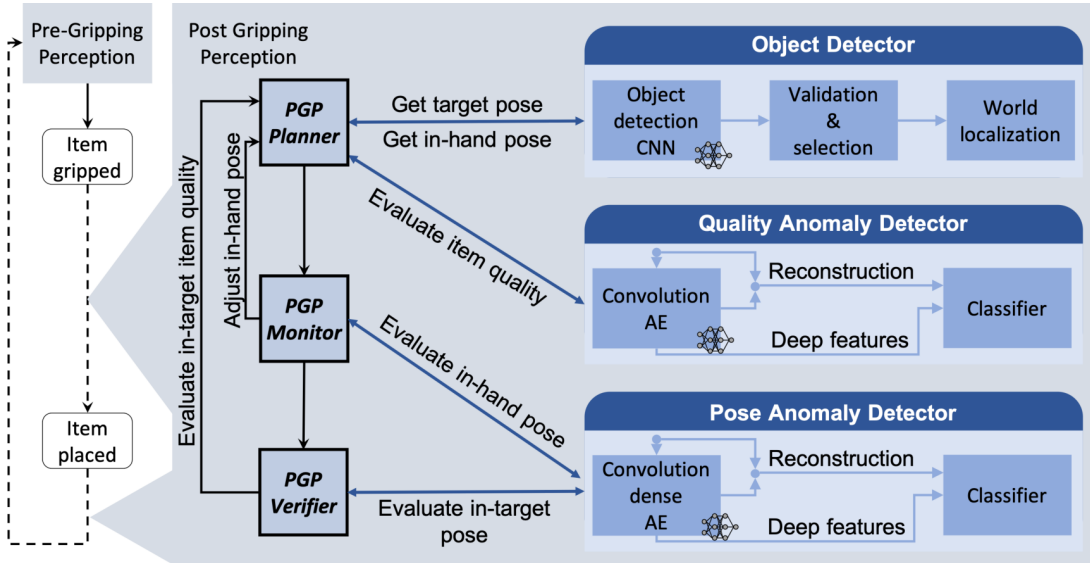 Pre-Gripping
Perception
Item
gripped
Item
placed
Post Gripping
Perception
PGP
Planner
PGP
Monitor
PGP
Verifier
Evaluate in-target item quality
Adjust in-hand pose
Get target pose
Get in-hand pose
Evaluate item quality
Evaluate in-hand pose
Evaluate in-target
pose
Object Detector
Object
detection
CNN
Validation
&
selection
World
localization
Quality Anomaly Detector
Convolution
AE
Reconstruction
Deep features
Classifier
Pose Anomaly Detector
Convolution
dense
AE
Reconstruction
Deep features
Classifier